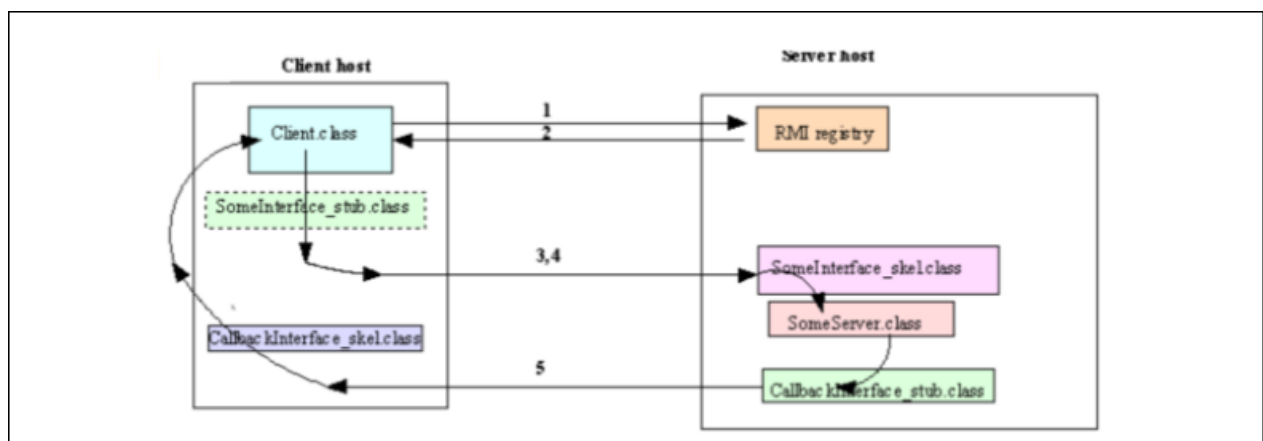 Client host
Server host
Client.class
1
2
RMI registry
SomeInterface_stub.class
3,4
SomeInterface_skel.class
SomeServer.class
CallbackInterface_skel.class
5
CallbackInterface_stub.class